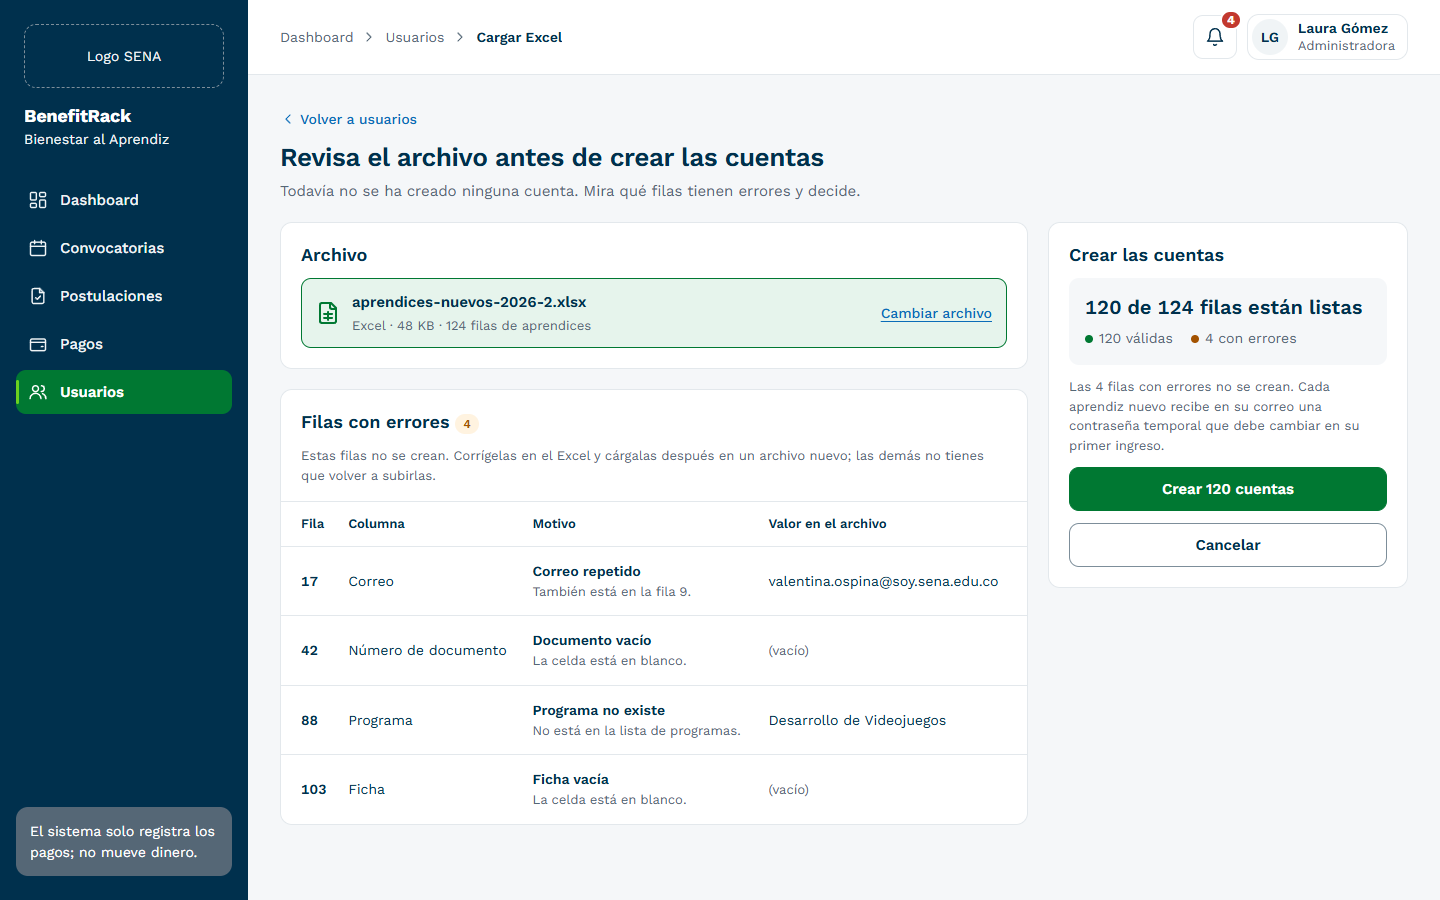 Logo SENA
BenefitRack
Bienestar al Aprendiz
Dashboard
Convocatorias
Postulaciones
Pagos
Usuarios
El sistema solo registra los
pagos; no mueve dinero.
Dashboard > Usuarios > Cargar Excel
4
LG
Laura Gómez
Administradora
Volver a usuarios
Revisa el archivo antes de crear las cuentas
Todavía no se ha creado ninguna cuenta. Mira qué filas tienen errores y decide.
Archivo
aprendices-nuevos-2026-2.xlsx
Excel · 48 KB · 124 filas de aprendices
Cambiar archivo
Filas con errores 4
Estas filas no se crean. Corrígelas en el Excel y cárgalas después en un archivo nuevo; las demás no tienes
que volver a subirlas.
Fila Columna Motivo Valor en el archivo
17 Correo Correo repetido valentina.ospina@soy.sena.edu.co
También está en la fila 9.
42 Número de documento Documento vacío (vacío)
La celda está en blanco.
88 Programa Programa no existe Desarrollo de Videojuegos
No está en la lista de programas.
103 Ficha Ficha vacía (vacío)
La celda está en blanco.
Crear las cuentas
120 de 124 filas están listas
120 válidas 4 con errores
Las 4 filas con errores no se crean. Cada
aprendiz nuevo recibe en su correo una
contraseña temporal que debe cambiar en su
primer ingreso.
Crear 120 cuentas
Cancelar